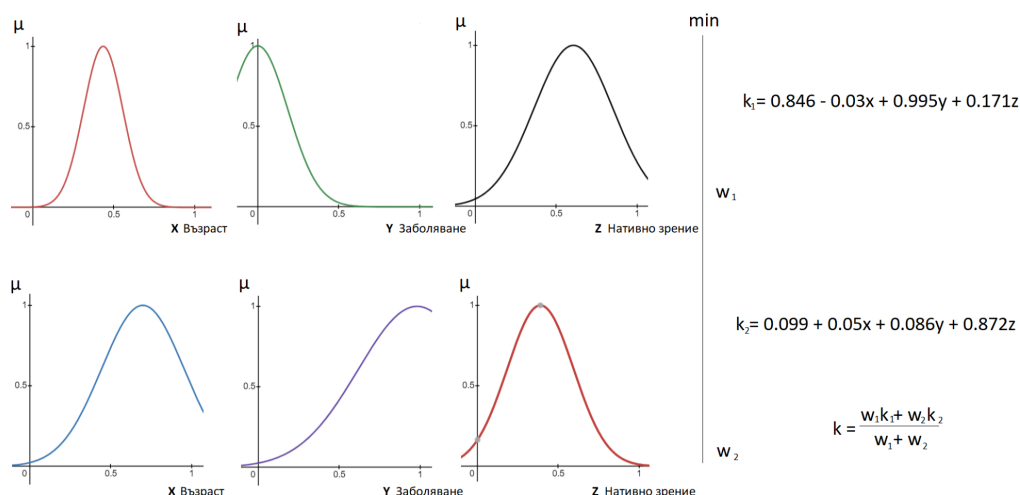 μ
μ
μ
min
1
0.5
0
0.5
1
X Възраст
1
0.5
0
0.5
1
Y Заболяване
1
0.5
0
0.5
1
Z Нативно зрение
k₁= 0.846 - 0.03x + 0.995y + 0.171z
w₁
μ
μ
μ
1
0.5
0
0.5
1
X Възраст
1
0.5
0
0.5
1
Y Заболяване
1
0.5
0
0.5
1
Z Нативно зрение
k₂= 0.099 + 0.05x + 0.086y + 0.872z
k = w₁k₁+ w₂k₂
w₁+ w₂
w₂